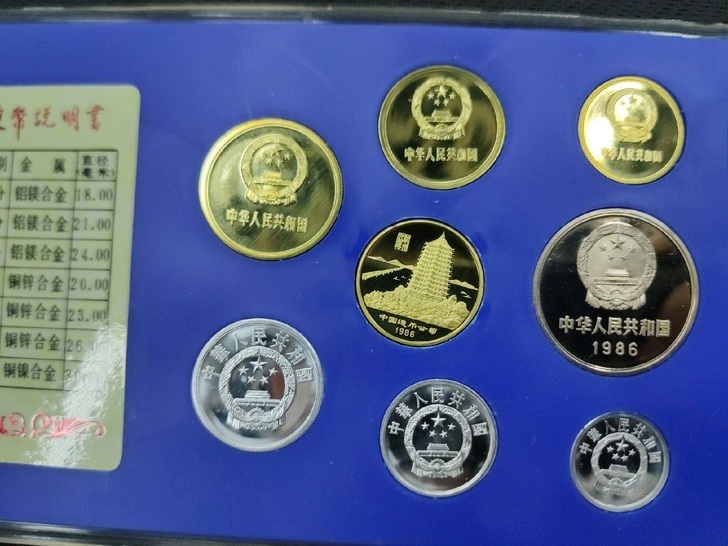 币说明书
金属 直径(毫米)
铝镁合金 18.00
铝镁合金 21.00
铝镁合金 24.00
铜锌合金 20.00
铜锌合金 23.00
铜锌合金 26.
铜镍合金
中华人民共和国
中华人民共和国
中华人民共和国
中国造币公司
1986
中华人民共和国
1986
中华人民共和国
中华人民共和国
中华人民共和国